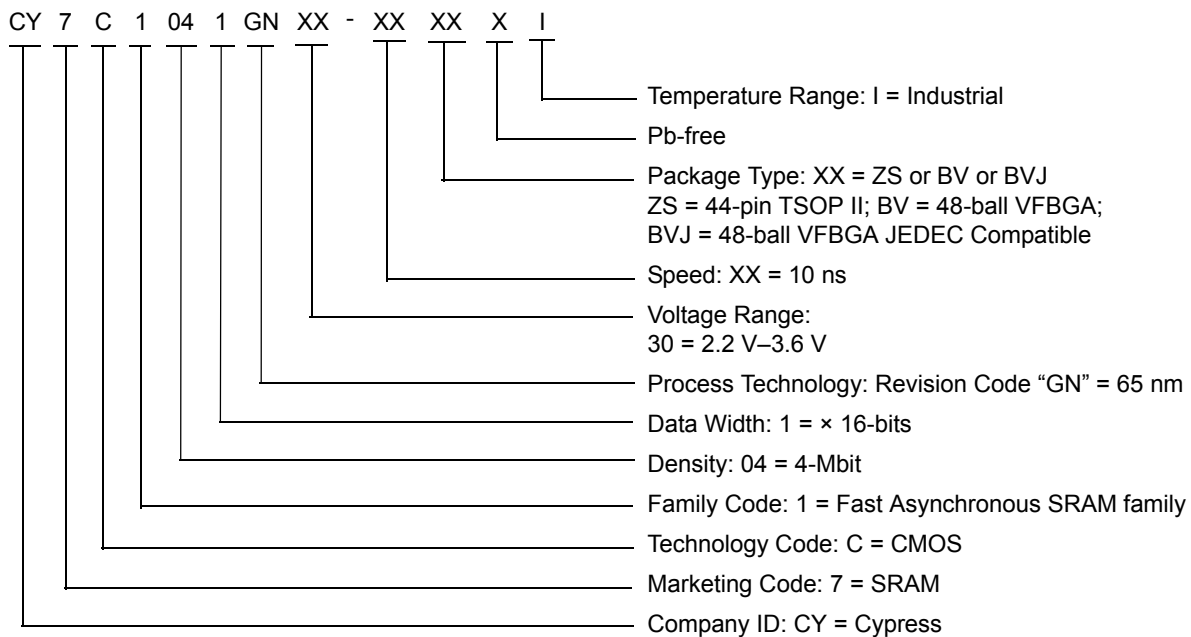 CY 7 C 1 04 1 GN XX - XX XX X I
Temperature Range: I = Industrial
Pb-free
Package Type: XX = ZS or BV or BVJ
ZS = 44-pin TSOP II; BV = 48-ball VFBGA;
BVJ = 48-ball VFBGA JEDEC Compatible
Speed: XX = 10 ns
Voltage Range:
30 = 2.2 V–3.6 V
Process Technology: Revision Code “GN” = 65 nm
Data Width: 1 = × 16-bits
Density: 04 = 4-Mbit
Family Code: 1 = Fast Asynchronous SRAM family
Technology Code: C = CMOS
Marketing Code: 7 = SRAM
Company ID: CY = Cypress